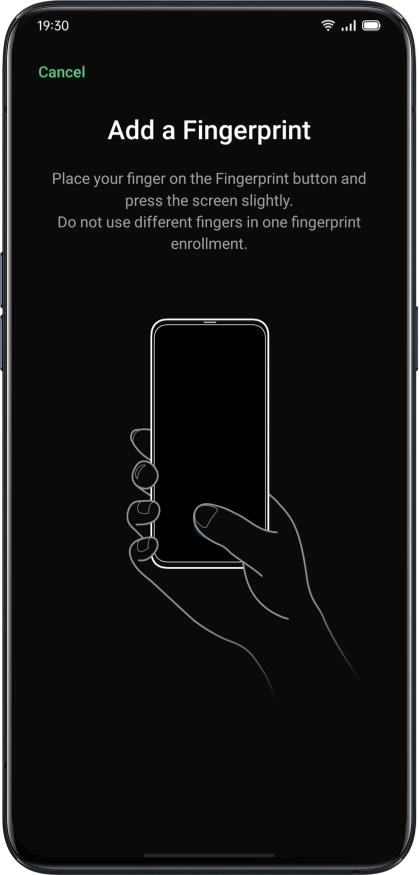 19:30
Cancel
Add a Fingerprint
Place your finger on the Fingerprint button and
press the screen slightly.
Do not use different fingers in one fingerprint
enrollment.